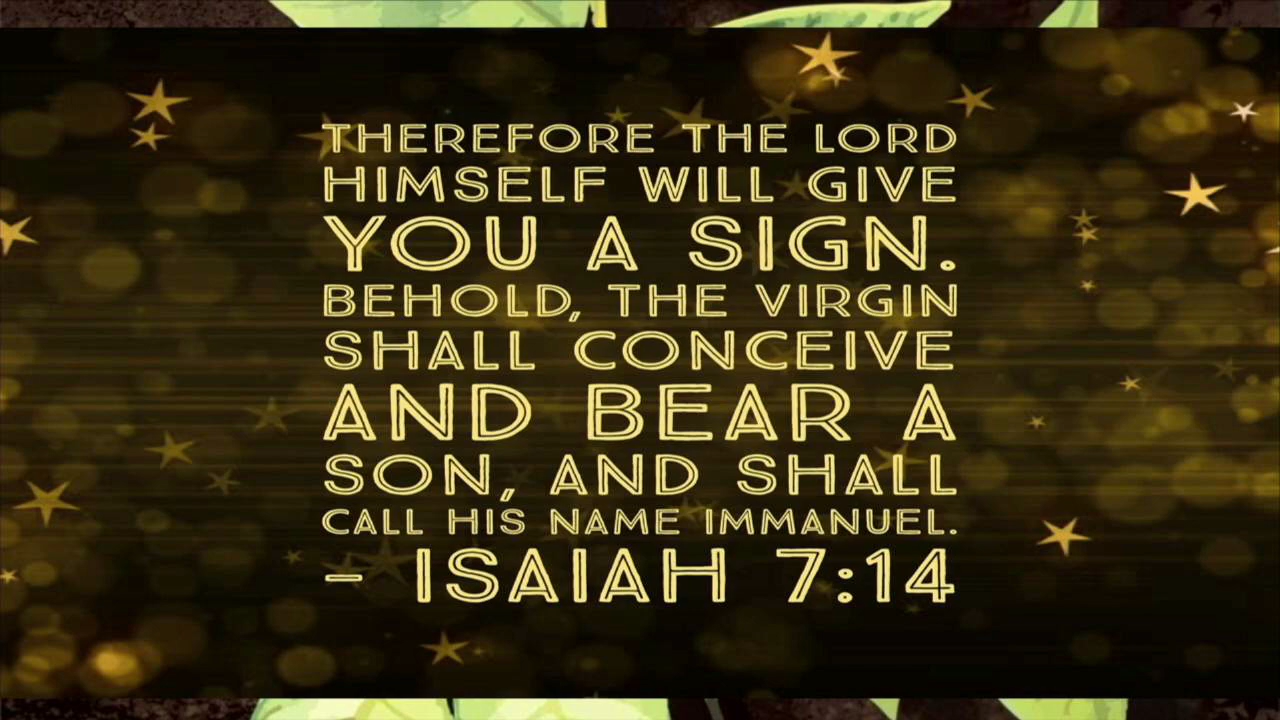 THEREFORE THE LORD
HIMSELF WILL GIVE
YOU A SIGN.
BEHOLD, THE VIRGIN
SHALL CONCEIVE
AND BEAR A
SON, AND SHALL
CALL HIS NAME IMMANUEL.
– ISAIAH 7:14